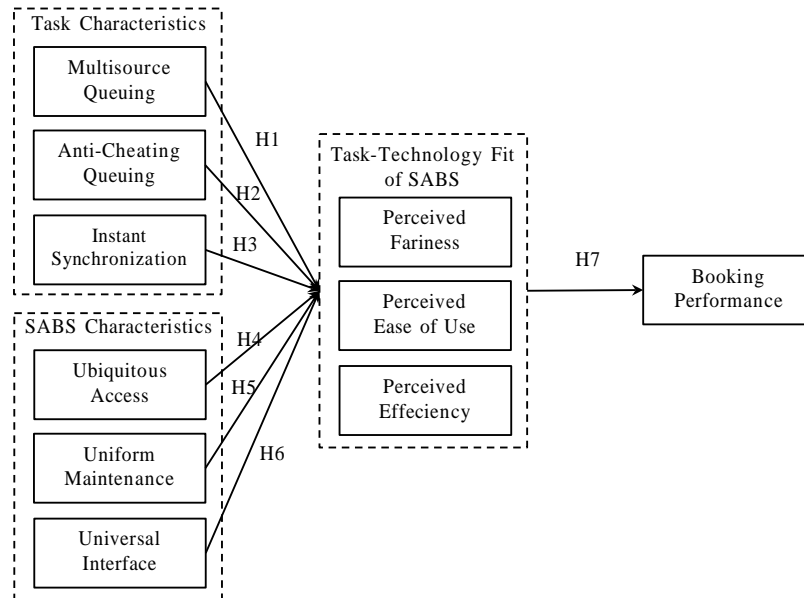 Task Characteristics
Multisource
Queuing
Anti-Cheating
Queuing
Instant
Synchronization
SABS Characteristics
Ubiquitous
Access
Uniform
Maintenance
Universal
Interface
H1
H2
H3
H4
H5
H6
Task-Technology Fit
of SABS
Perceived
Fariness
Perceived
Ease of Use
Perceived
Effeciency
H7
Booking
Performance